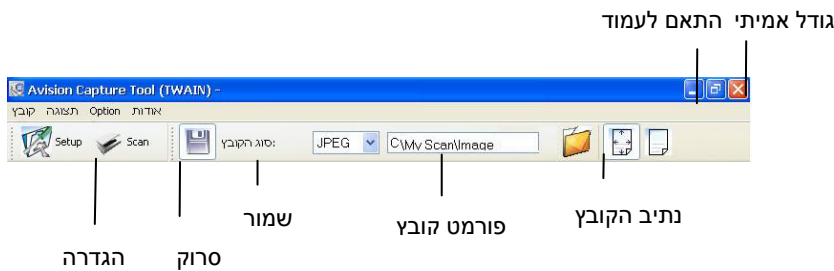 התאם לעמוד גודל אמיתי
Avision Capture Tool (TWAIN) -
קובץ תצוגה Option אודות
Setup Scan סוג הקובץ: JPEG C\My Scan\Image
שמור פורמט קובץ נתיב הקובץ
הגדרה סרוק